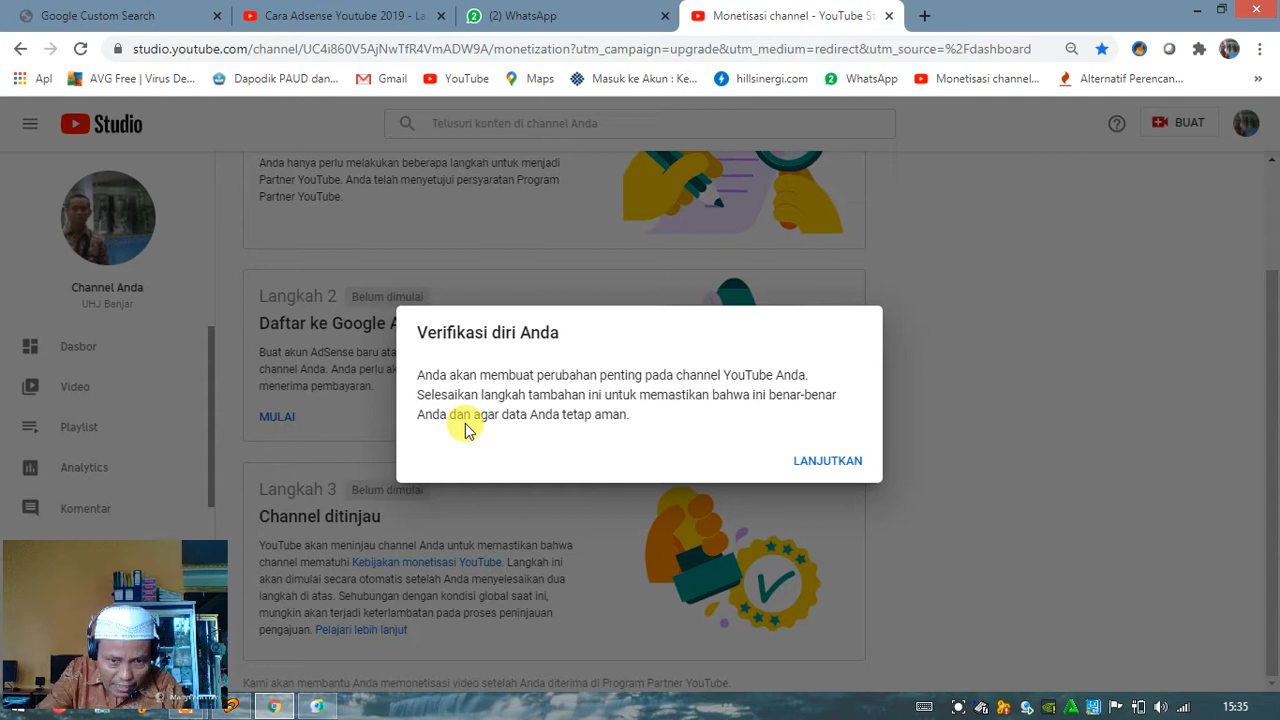 Google Custom Search
Cara Adsense Youtube 2019 - La
(2) WhatsApp
Monetisasi channel - YouTube St
studio.youtube.com/channel/UC4i860V5AjNwTfR4VmADW9A/monetization?utm_campaign=upgrade&utm_medium=redirect&utm_source=%2Fdashboard
Apl
AVG Free | Virus De...
Dapodik PAUD dan...
Gmail
YouTube
Maps
Masuk ke Akun : Ke...
hillsinergi.com
WhatsApp
Monetisasi channel...
Alternatif Perencan...
Studio
Telusuri konten di channel Anda
BUAT
Anda hanya perlu melakukan beberapa langkah untuk menjadi
Partner YouTube. Anda telah menyetujui persyaratan Program
Partner YouTube.
Channel Anda
UHJ Banjar
Dasbor
Video
Playlist
Analytics
Komentar
Langkah 2
Belum dimulai
Daftar ke Google A
Buat akun AdSense baru ata
channel Anda. Anda perlu ak
menerima pembayaran.
MULAI
Verifikasi diri Anda
Anda akan membuat perubahan penting pada channel YouTube Anda.
Selesaikan langkah tambahan ini untuk memastikan bahwa ini benar-benar
Anda dan agar data Anda tetap aman.
LANJUTKAN
Langkah 3
Belum dimulai
Channel ditinjau
YouTube akan meninjau channel Anda untuk memastikan bahwa
channel mematuhi Kebijakan monetisasi YouTube. Langkah ini
akan dimulai secara otomatis setelah Anda menyelesaikan dua
langkah di atas. Sehubungan dengan kondisi global saat ini,
mungkin akan terjadi keterlambatan pada proses peninjauan
pengajuan. Pelajari lebih lanjut
Kami akan membantu Anda memonetisasi video setelah Anda diterima di Program Partner YouTube.
15:35